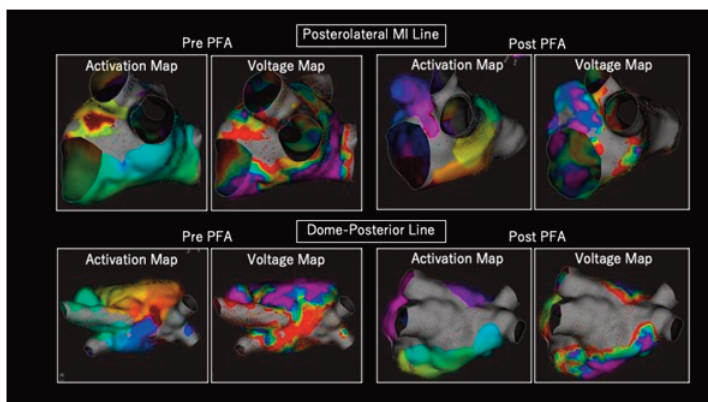 Posterolateral MI Line
Pre PFA
Post PFA
Activation Map
Voltage Map
Activation Map
Voltage Map
Dome-Posterior Line
Pre PFA
Post PFA
Activation Map
Voltage Map
Activation Map
Voltage Map